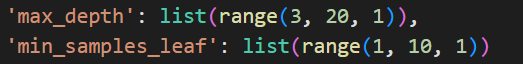 'max_depth': list(range(3, 20, 1)),
'min_samples_leaf': list(range(1, 10, 1))